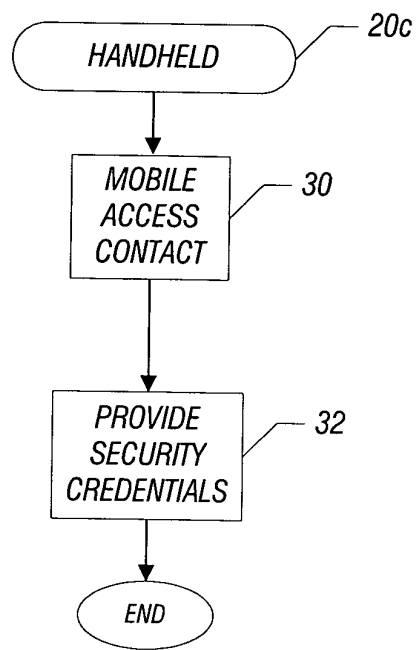 HANDHELD
20c
MOBILE
ACCESS
CONTACT
30
PROVIDE
SECURITY
CREDENTIALS
32
END